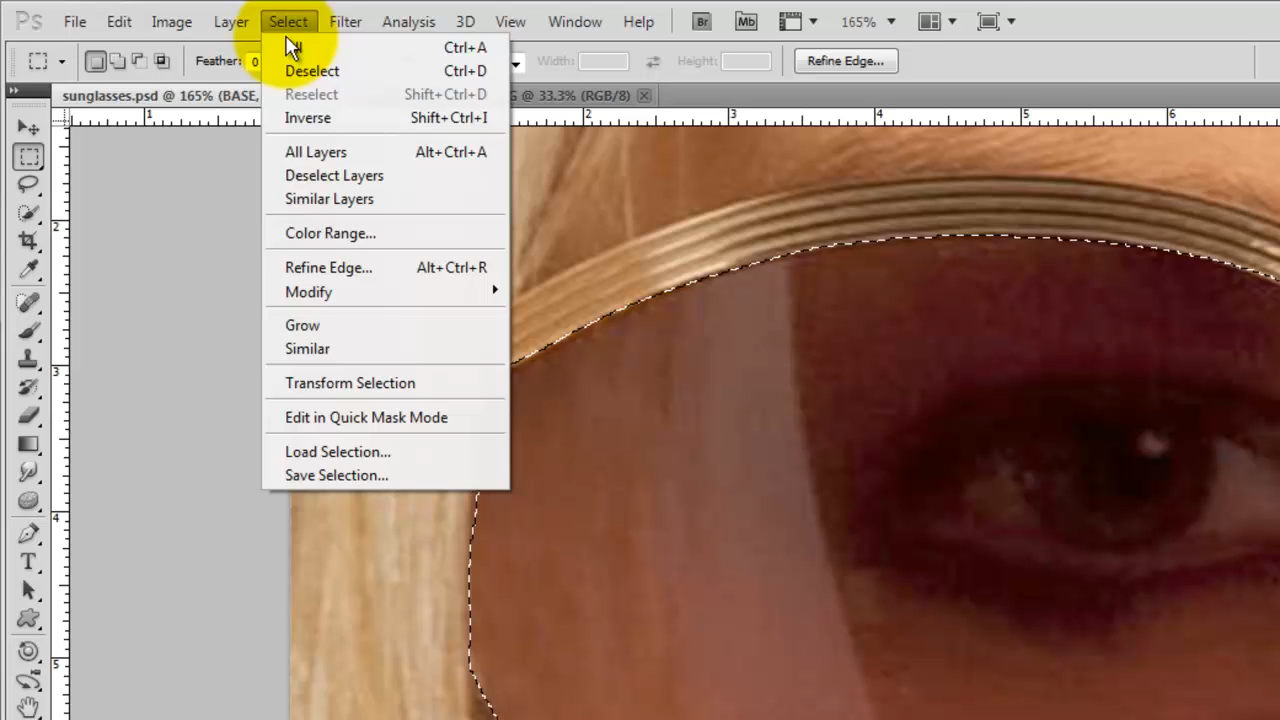 Ps File Edit Image Layer Select Filter Analysis 3D View Window Help Br Mb 165%
Feather: 0 Width: Height: Refine Edge...
sunglasses.psd @ 165% (BASE, G @ 33.3% (RGB/8)
1 2 3 4 5 6
Deselect Ctrl+D
Ctrl+A
Reselect Shift+Ctrl+D
Inverse Shift+Ctrl+I
All Layers Alt+Ctrl+A
Deselect Layers
Similar Layers
2
Color Range...
Refine Edge... Alt+Ctrl+R
Modify
Grow
Similar
3
Transform Selection
Edit in Quick Mask Mode
Load Selection...
Save Selection...
4
T
5